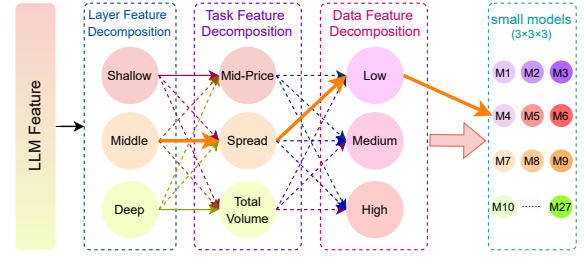 LLM Feature
Layer Feature
Decomposition
Shallow
Middle
Deep
Task Feature
Decomposition
Mid-Price
Spread
Total
Volume
Data Feature
Decomposition
Low
Medium
High
small models
(3×3×3)
M1 M2 M3
M4 M5 M6
M7 M8 M9
M10 ······ M27